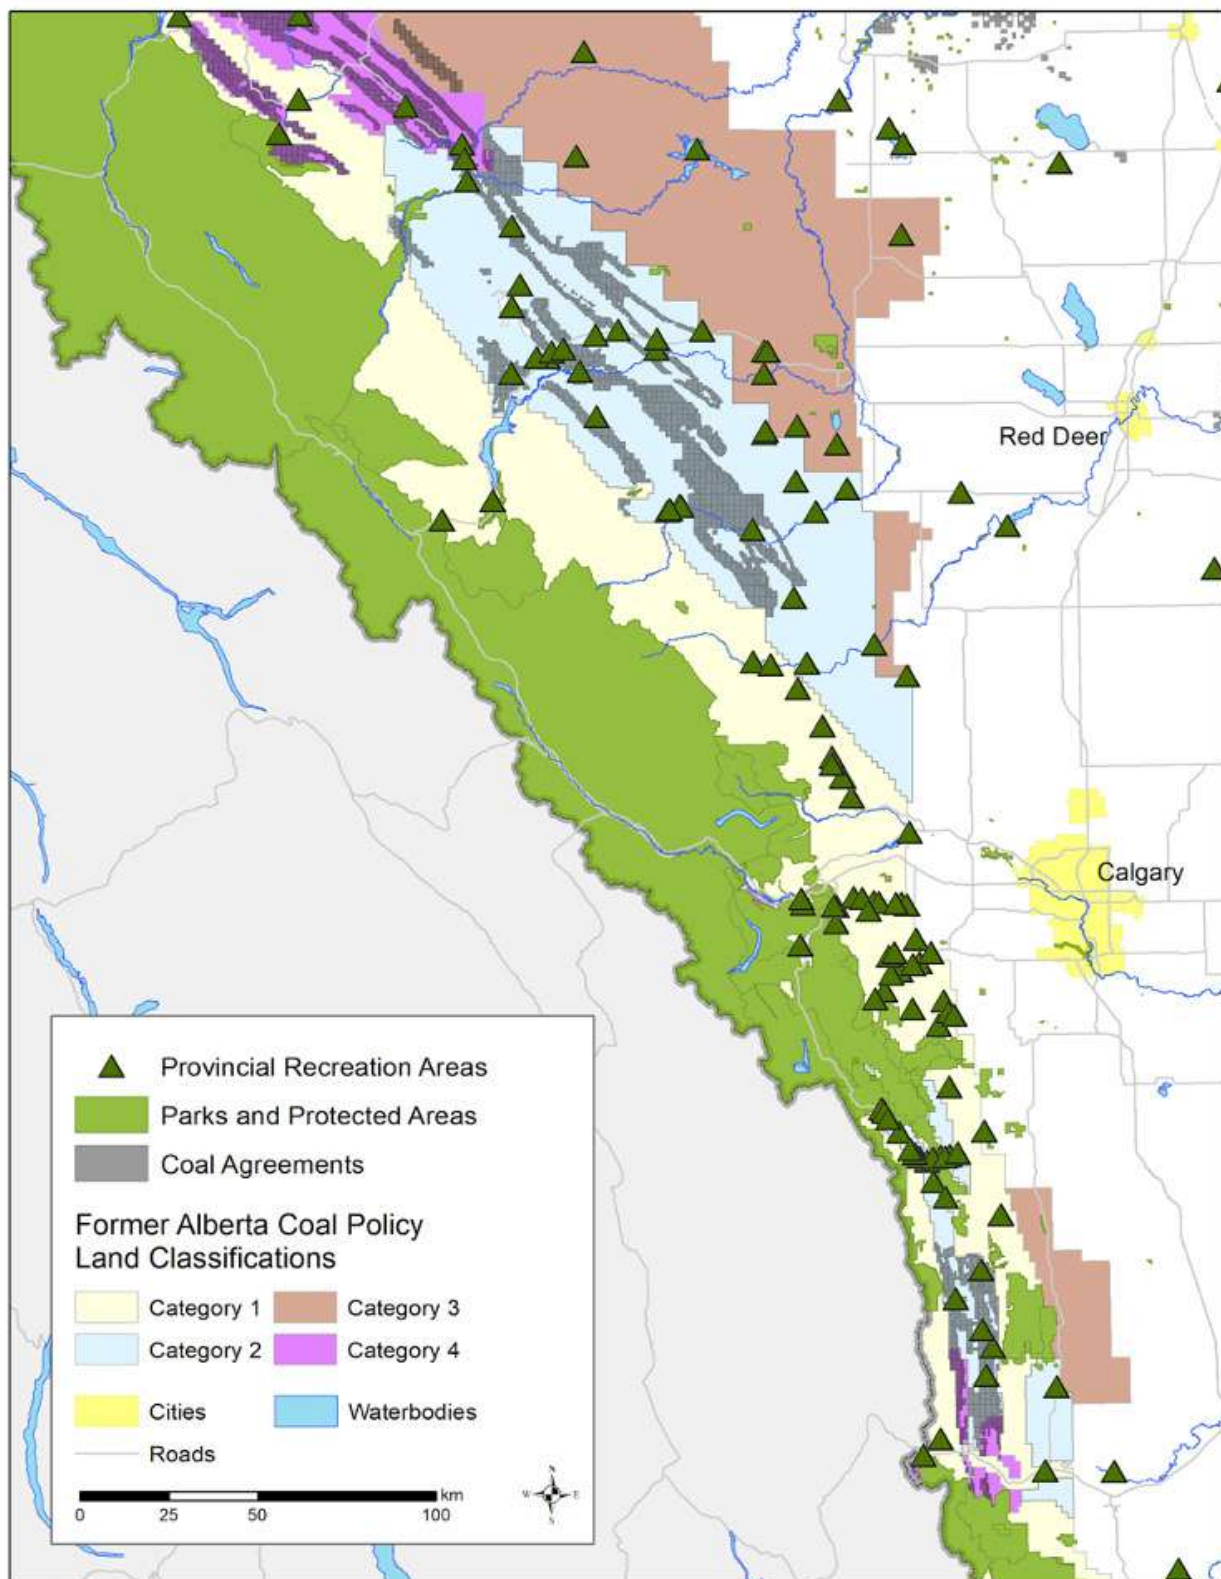 Red Deer
Calgary
Provincial Recreation Areas
Parks and Protected Areas
Coal Agreements
Former Alberta Coal Policy
Land Classifications
Category 1
Category 3
Category 2
Category 4
Cities
Waterbodies
Roads
km
0 25 50 100
N
W E
S